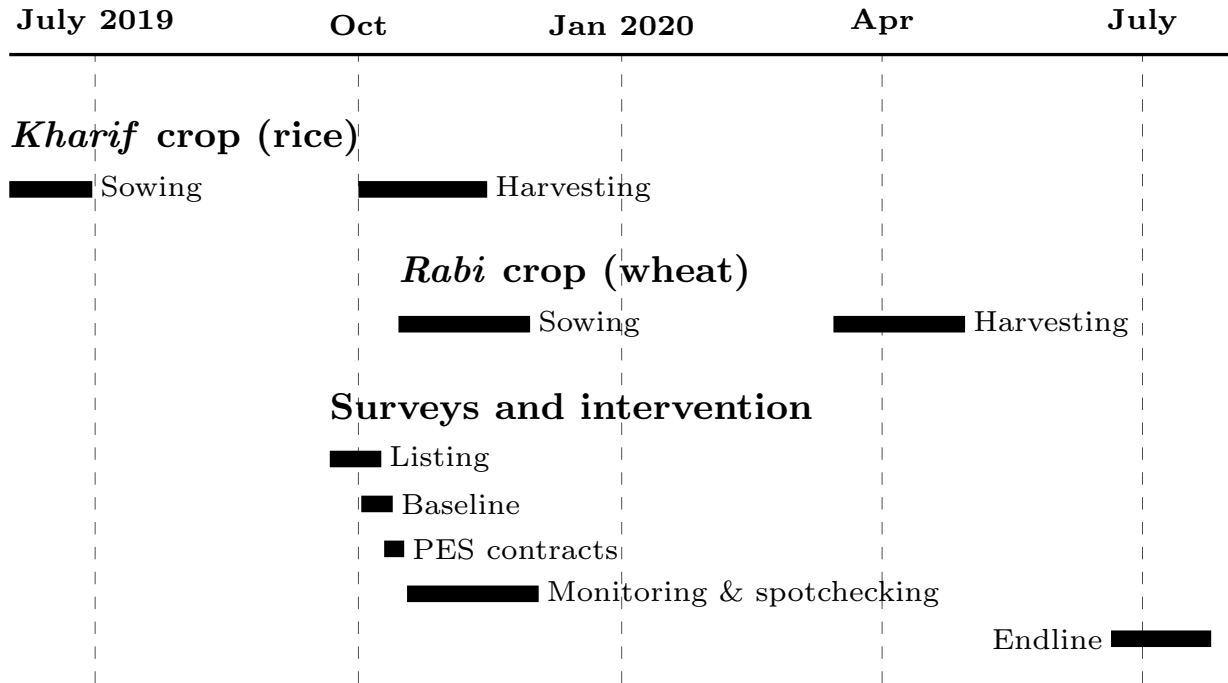 July 2019 Oct Jan 2020 Apr July
Kharif crop (rice)
Sowing Harvesting
Rabi crop (wheat)
Sowing Harvesting
Surveys and intervention
Listing
Baseline
PES contracts
Monitoring & spotchecking
Endline